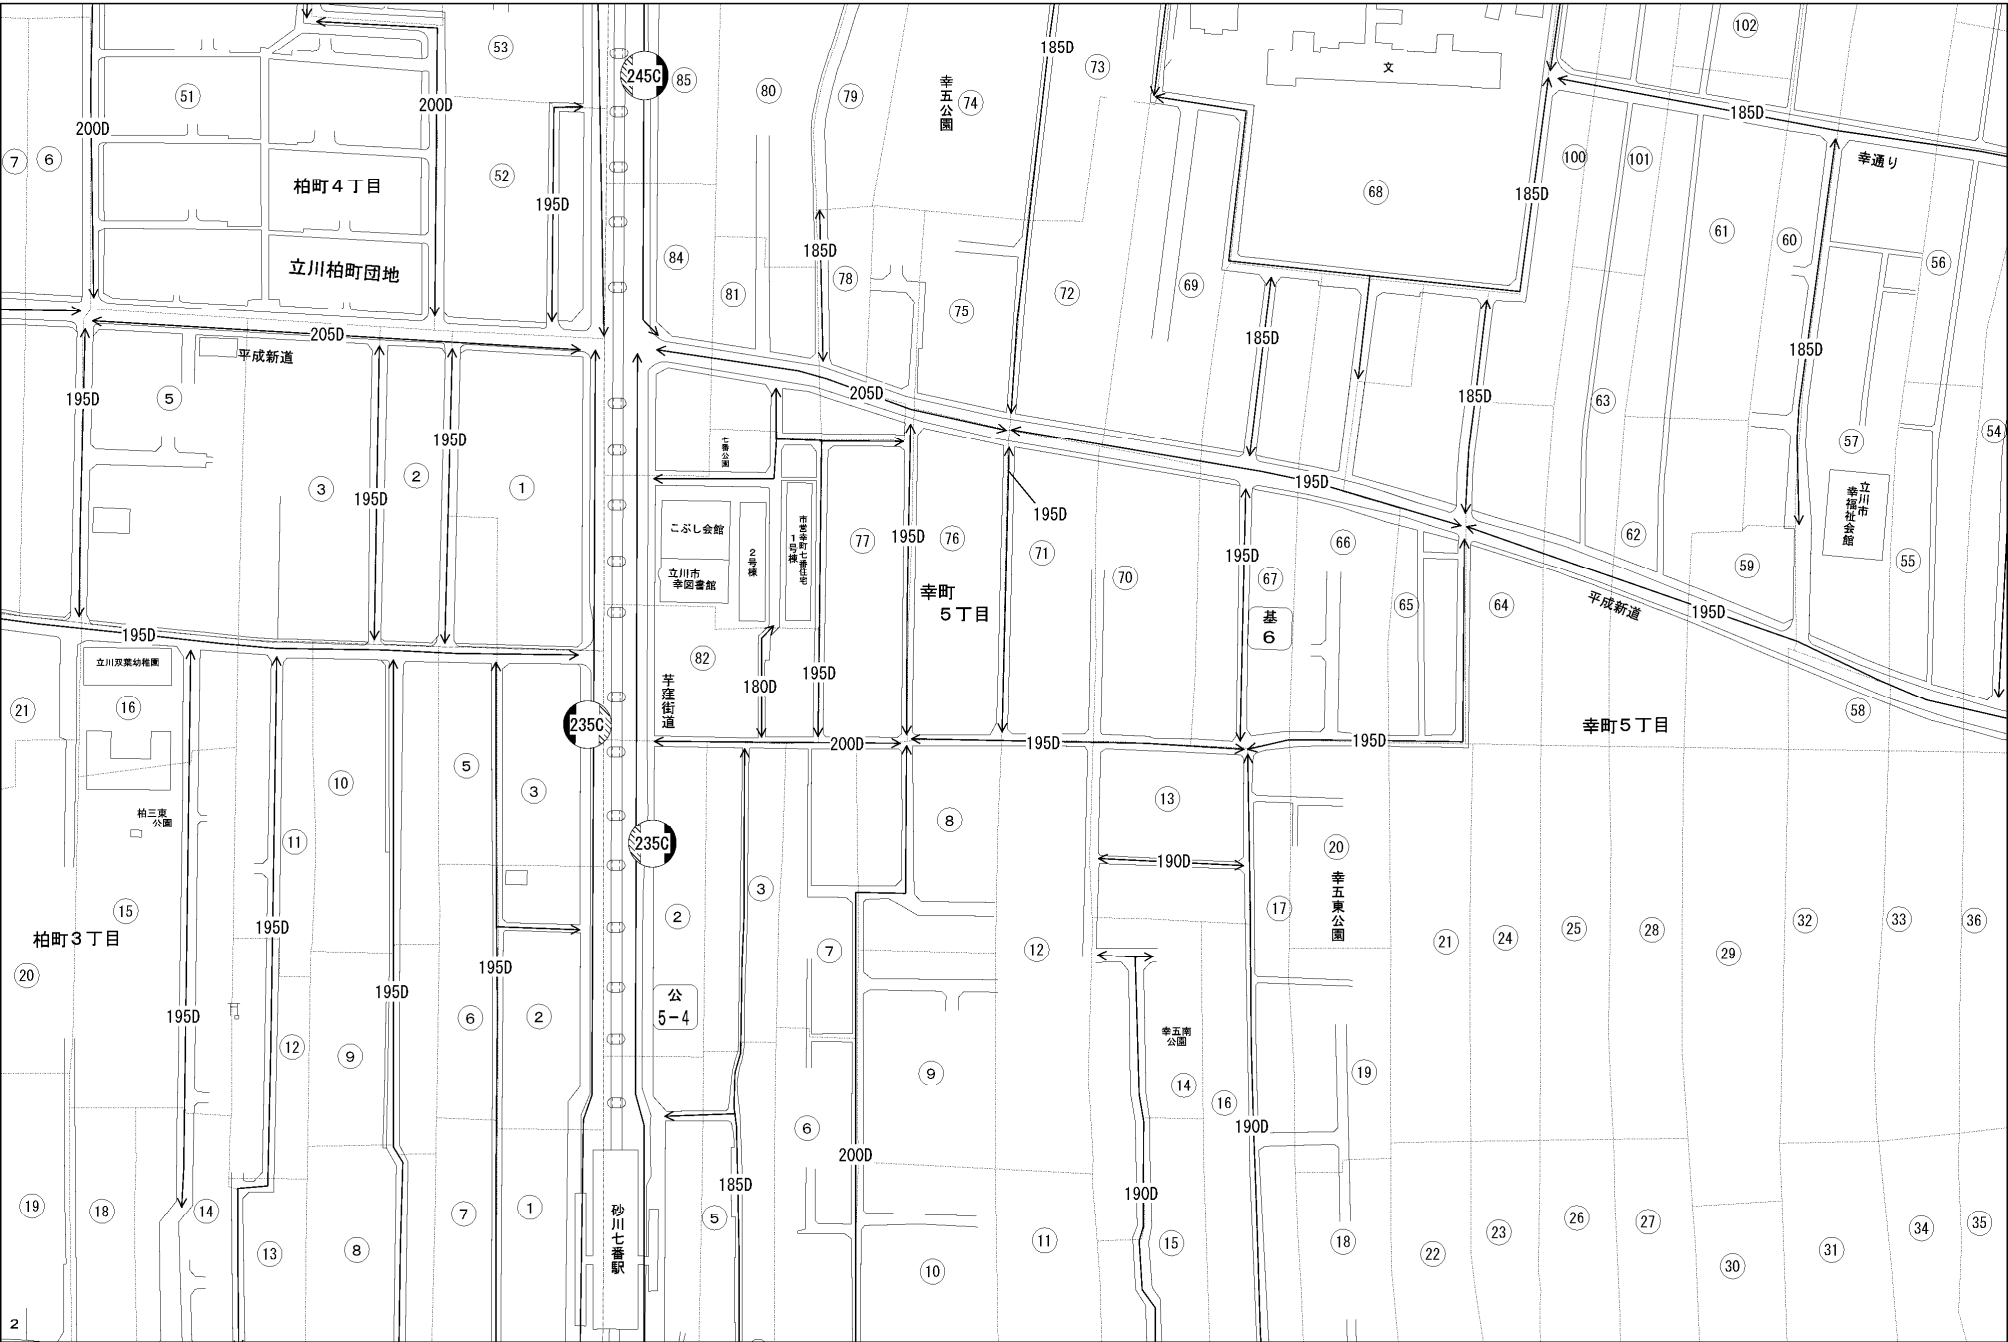 102
53
85
245C
73
185D
文
80
79
幸五公園
74
51
200D
200D
185D
7
6
100
101
幸通り
柏町４丁目
52
195D
68
185D
61
60
56
立川柏町団地
84
185D
78
81
75
72
69
205D
平成新道
185D
185D
195D
5
205D
185D
63
57
54
195D
七番公園
3
2
1
195D
195D
195D
立川市
幸福祉会館
こぶし会館
２号棟
市営幸町七番住宅
１号棟
77
195D
76
71
195D
66
62
59
55
立川市
幸図書館
幸町
５丁目
70
67
65
64
平成新道
195D
基
6
195D
立川双葉幼稚園
82
180D
195D
芋窪街道
21
16
235C
58
幸町５丁目
200D
195D
195D
5
10
3
13
柏三東
公園
11
8
235C
20
幸五東公園
190D
3
15
柏町３丁目
195D
2
17
7
12
21
24
25
28
29
32
33
36
20
195D
195D
公
5-4
195D
6
2
幸五南
公園
12
9
9
14
16
19
6
190D
200D
19
18
14
7
1
185D
5
190D
砂川七番駅
13
8
10
11
15
18
22
23
26
27
30
31
34
35
2